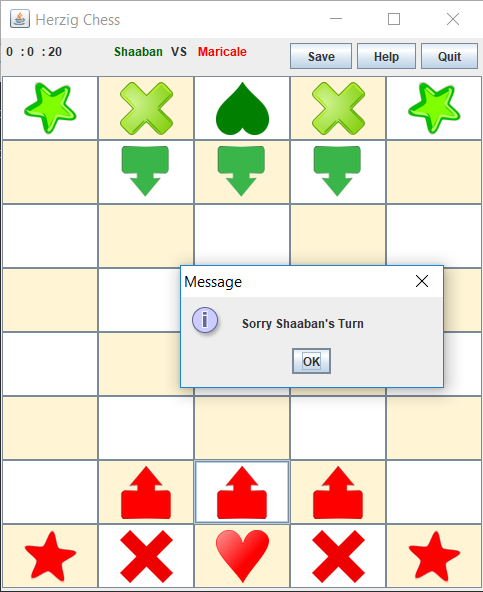 Herzig Chess
0 : 0 : 20 Shaaban VS Maricale Save Help Quit
Message
Sorry Shaaban's Turn
OK